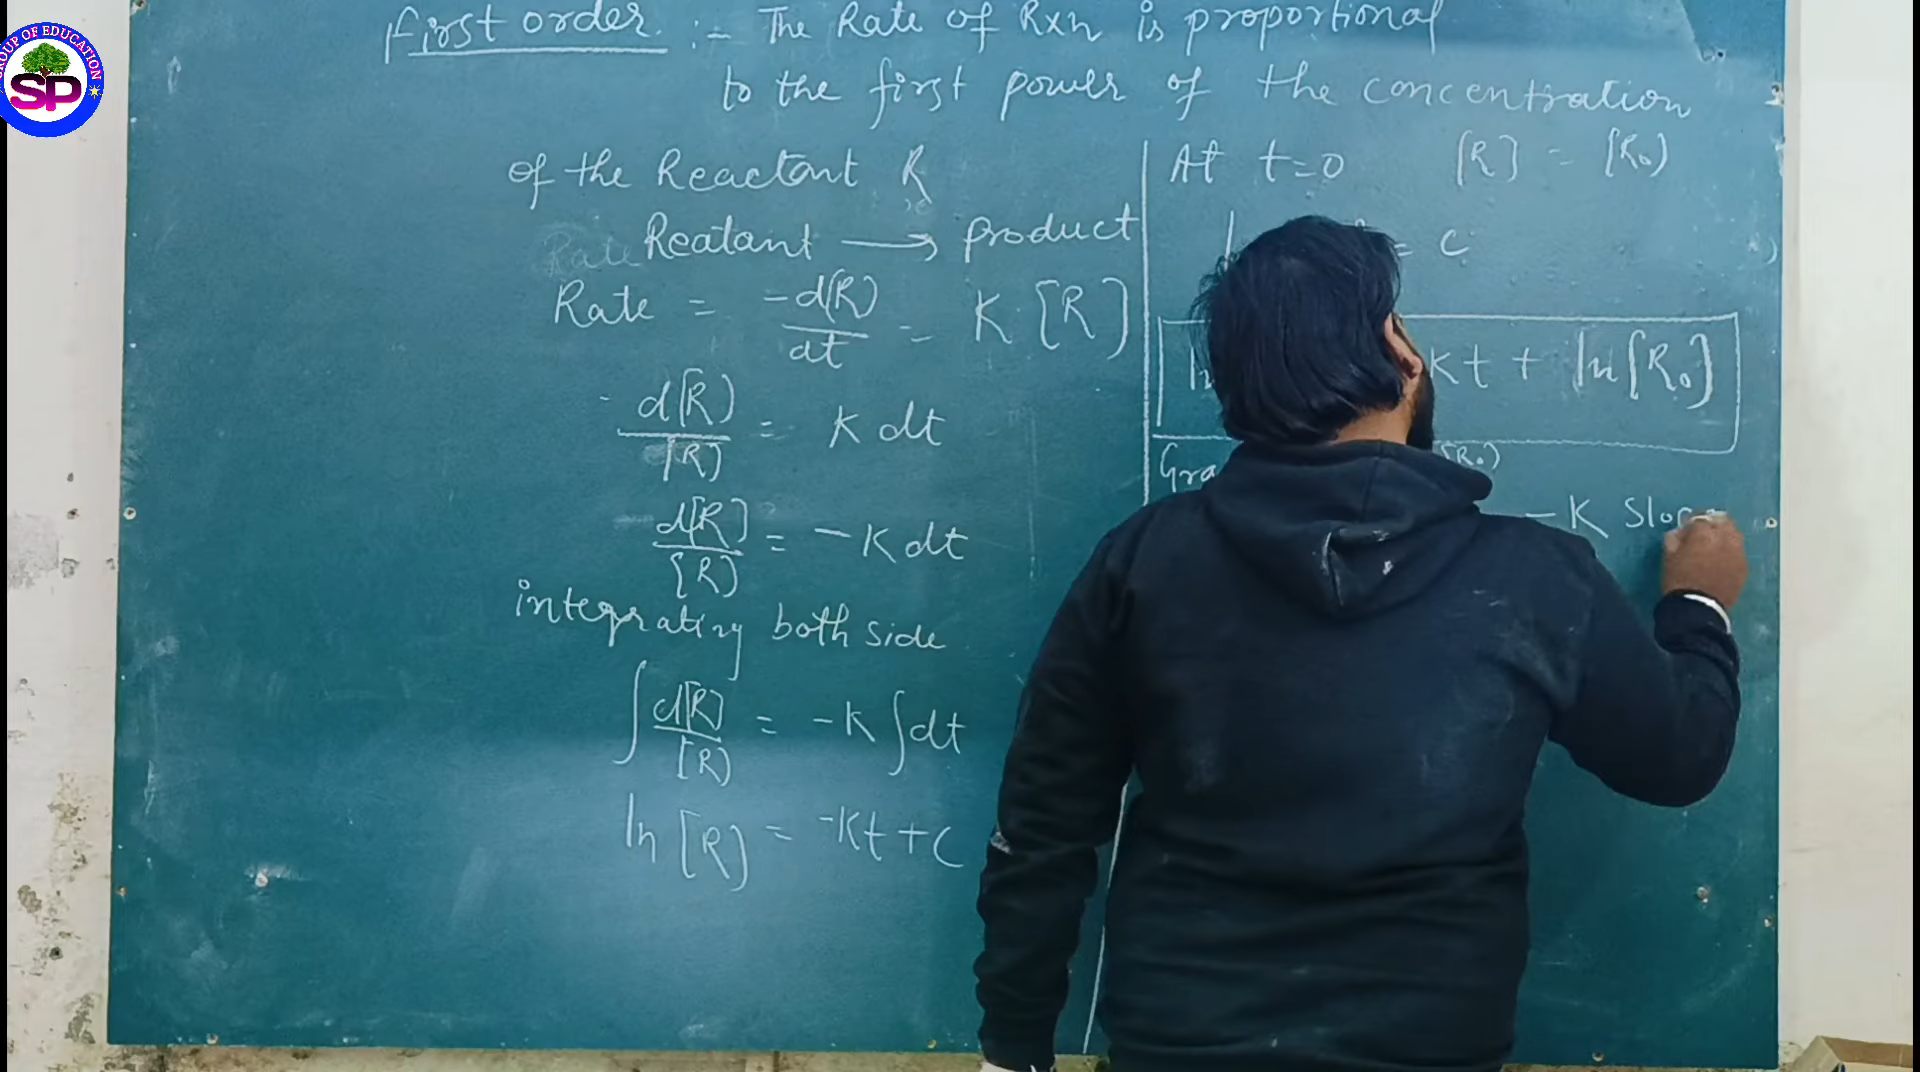 GROUP OF EDUCATION
SP
First order :- The Rate of Rxn is proportional
to the first power of the concentration
of the Reactant R
Rate Reatant → product
Rate = -d[R]/dt = K [R]
- d[R]/[R] = K dt
d[R]/[R] = -K dt
integrating both side
∫ d[R]/[R] = -K ∫dt
ln [R] = -Kt + C
At t=0 [R] = [R₀]
= C
Kt + ln [R₀]
[R₀]
-K